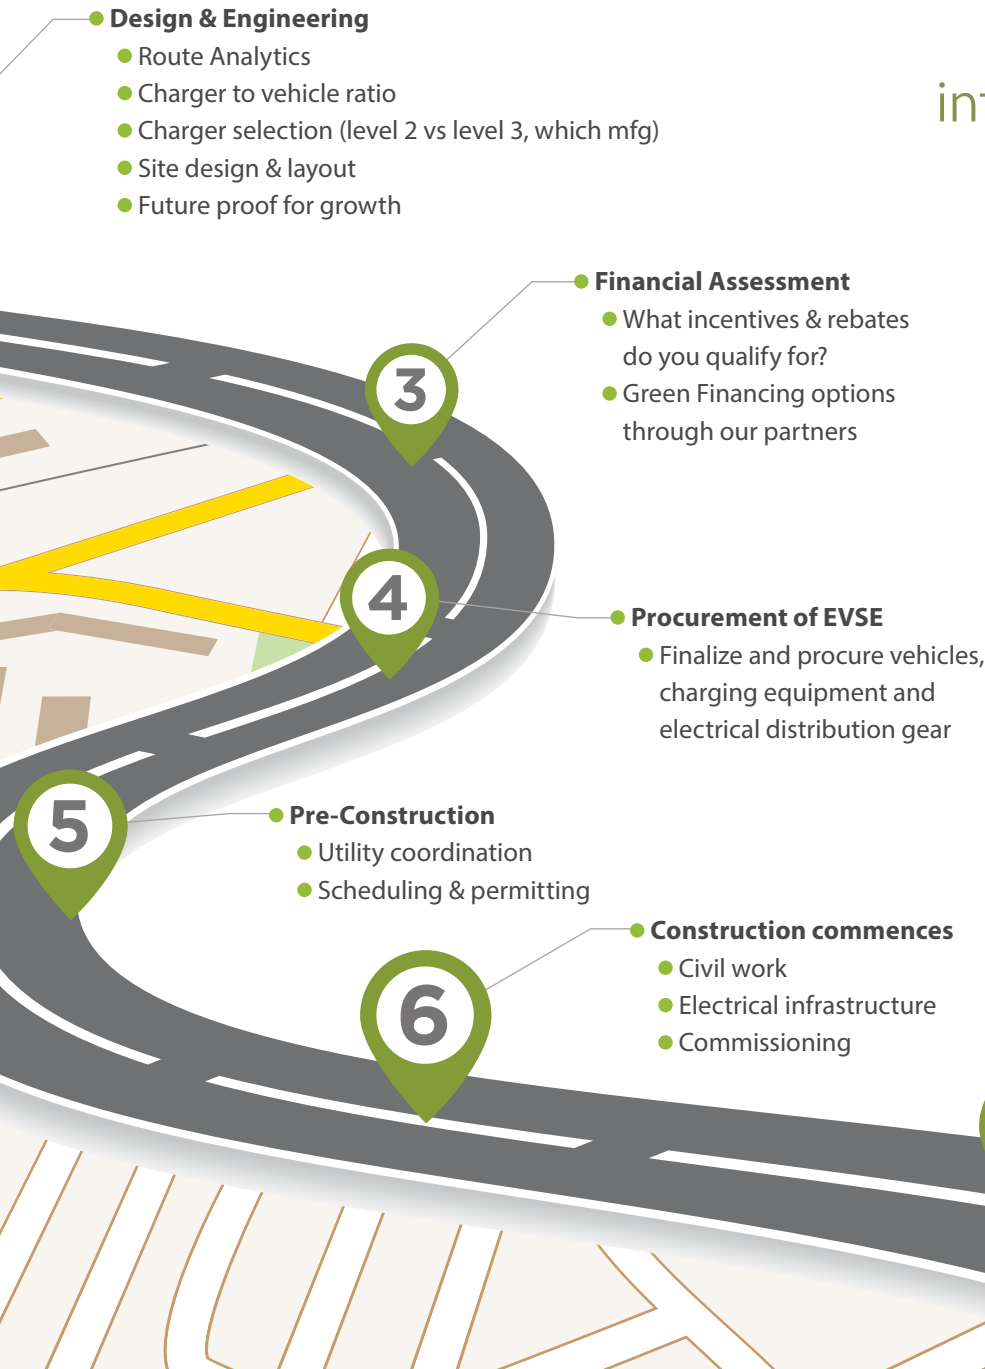 Design & Engineering
Route Analytics
Charger to vehicle ratio
Charger selection (level 2 vs level 3, which mfg)
Site design & layout
Future proof for growth
Financial Assessment
What incentives & rebates
do you qualify for?
Green Financing options
through our partners
3
4
Procurement of EVSE
Finalize and procure vehicles,
charging equipment and
electrical distribution gear
5
Pre-Construction
Utility coordination
Scheduling & permitting
6
Construction commences
Civil work
Electrical infrastructure
Commissioning